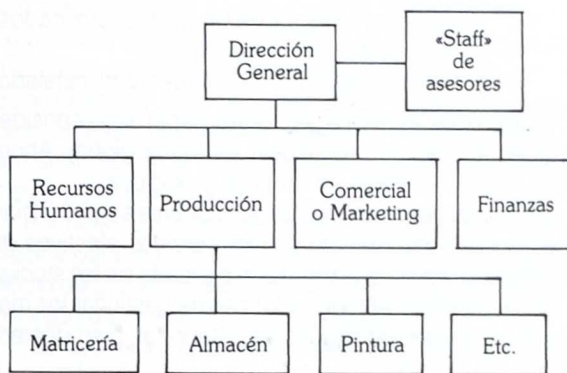 Dirección
General
«Staff»
de
asesores
Recursos
Humanos
Producción
Comercial
o Marketing
Finanzas
Matricería
Almacén
Pintura
Etc.